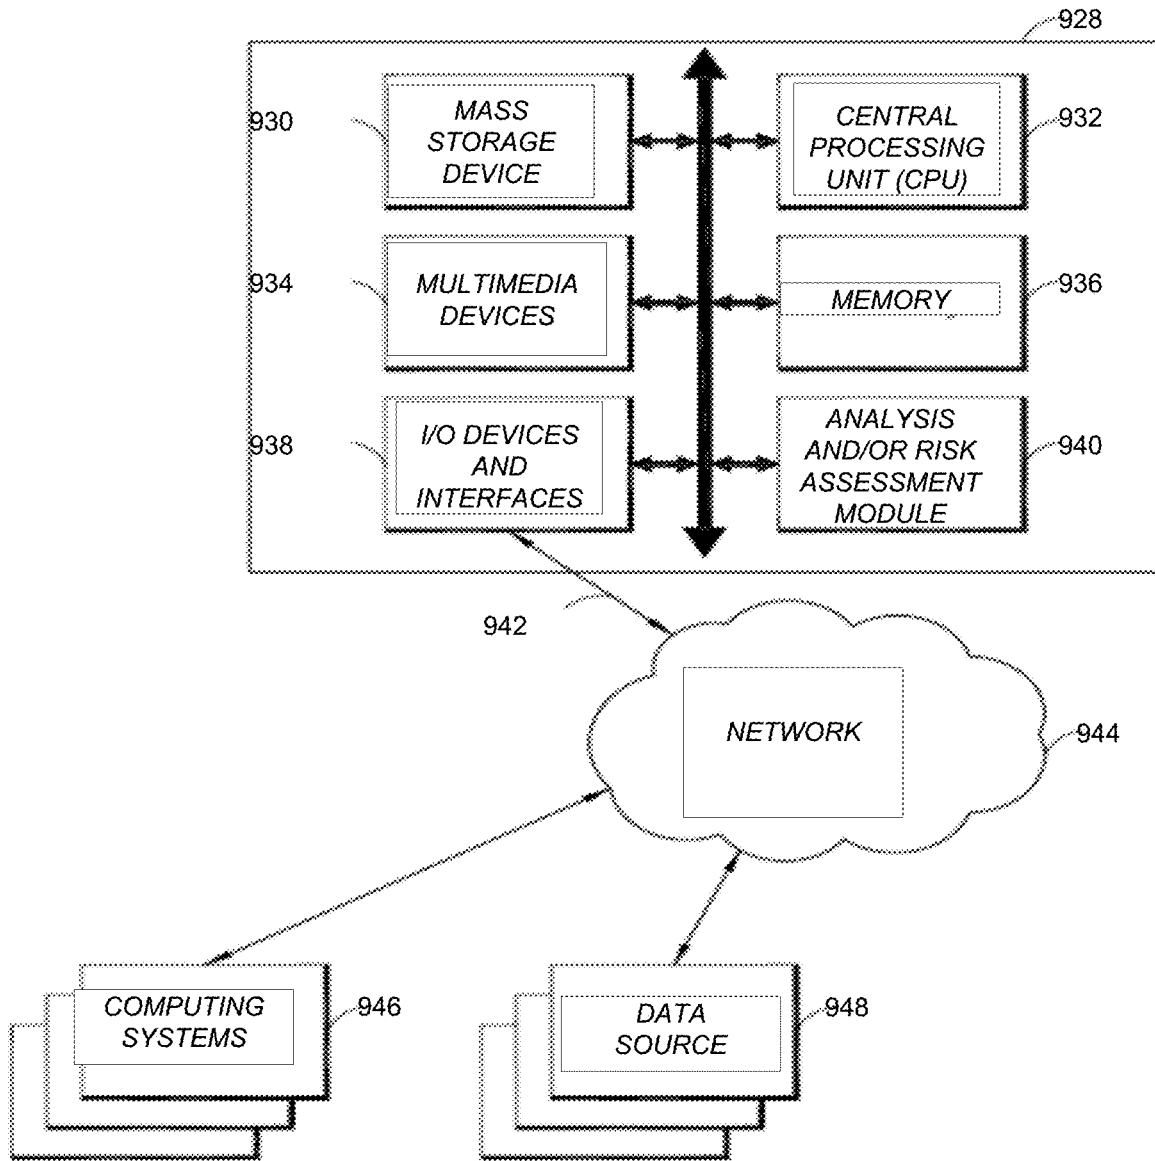 928
930
MASS
STORAGE
DEVICE
CENTRAL
PROCESSING
UNIT (CPU)
932
934
MULTIMEDIA
DEVICES
MEMORY
936
938
I/O DEVICES
AND
INTERFACES
ANALYSIS
AND/OR RISK
ASSESSMENT
MODULE
940
942
NETWORK
944
COMPUTING
SYSTEMS
946
DATA
SOURCE
948